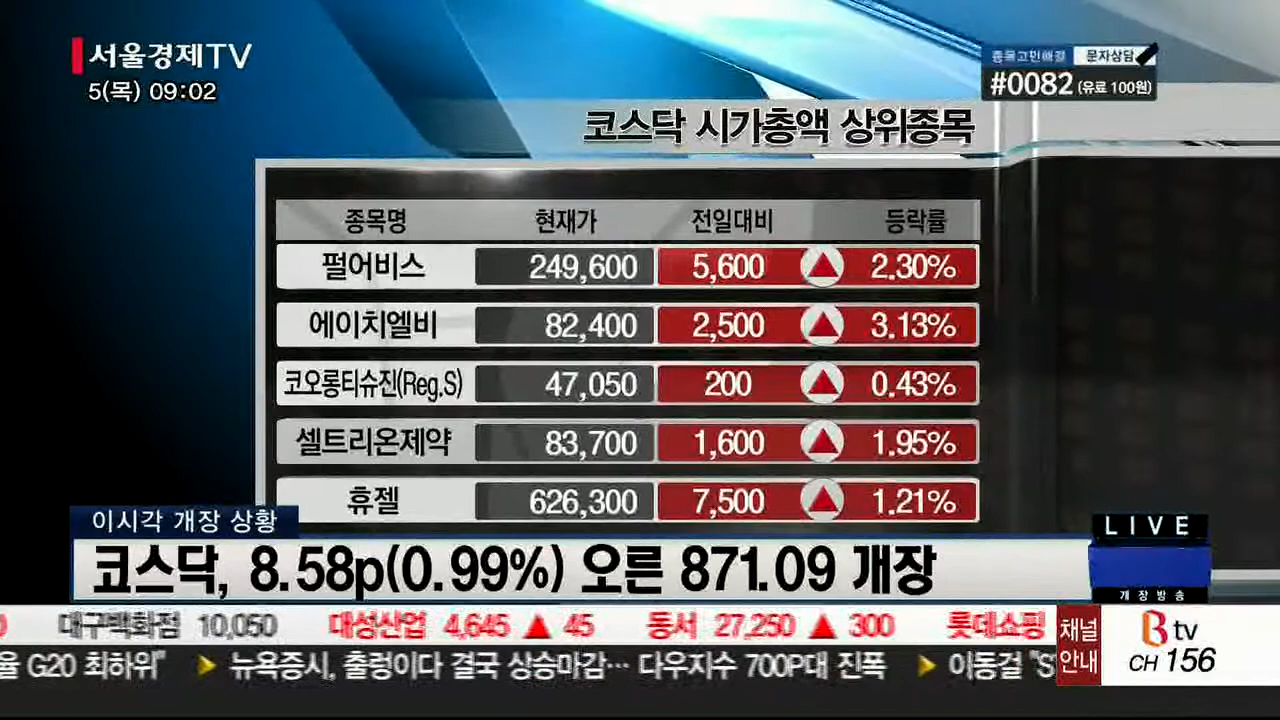 서울경제TV
5(목) 09:02
종목고민해결 문자상담
#0082 (유료 100원)
코스닥 시가총액 상위종목
종목명 현재가 전일대비 등락률
펄어비스 249,600 5,600 ▲ 2.30%
에이치엘비 82,400 2,500 ▲ 3.13%
코오롱티슈진(Reg.S) 47,050 200 ▲ 0.43%
셀트리온제약 83,700 1,600 ▲ 1.95%
휴젤 626,300 7,500 ▲ 1.21%
이시각 개장 상황
코스닥, 8.58p(0.99%) 오른 871.09 개장
LIVE
개장방송
0 대구백화점 10,050 대성산업 4,645 ▲ 45 동서 27,250 ▲ 300 롯데쇼핑
율 G20 최하위" ▶ 뉴욕증시, 출렁이다 결국 상승마감… 다우지수 700P대 진폭 ▶ 이동걸 "S
채널
안내
B tv
CH 156